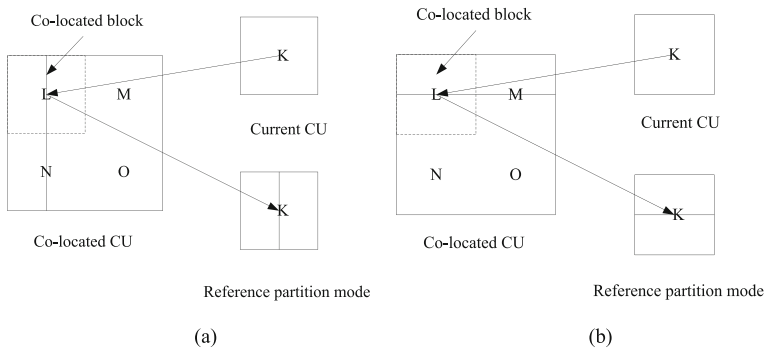 Co-located block
K
L
M
Current CU
N
O
K
Co-located CU
Reference partition mode
(a)
Co-located block
K
L
M
Current CU
N
O
K
Co-located CU
Reference partition mode
(b)